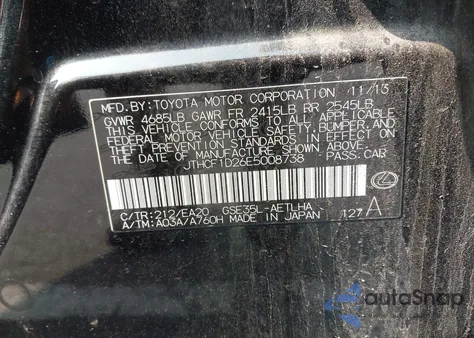 MFD. BY: TOYOTA MOTOR CORPORATION 11/13
GVWR 4685LB GAWR FR 2415LB RR 2545LB
THIS VEHICLE CONFORMS TO ALL APPLICABLE
FEDERAL MOTOR VEHICLE SAFETY, BUMPER, AND
THEFT PREVENTION STANDARDS IN EFFECT ON
THE DATE OF MANUFACTURE SHOWN ABOVE.
JTHCF1D26E5008738 PASS. CAR
C/TR: 212/EA20 GSE35L-AETLHA
A/TM: A03A/A760H MADE IN JAPAN 127 A
autoSnap